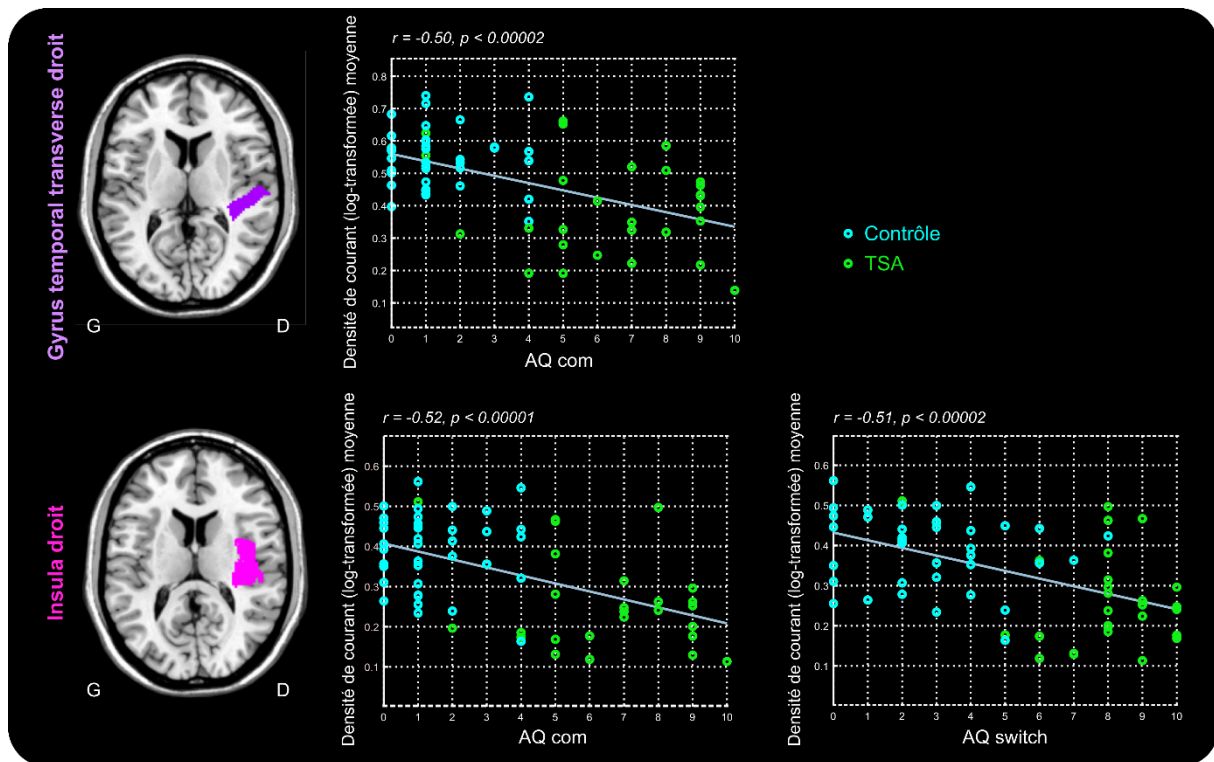 Gyrus temporal transverse droit
G
D
r = -0.50, p < 0.00002
Densité de courant (log-transformée) moyenne
0.8
0.7
0.6
0.5
0.4
0.3
0.2
0.1
0 1 2 3 4 5 6 7 8 9 10
AQ com
Contrôle
TSA
Insula droit
G
D
r = -0.52, p < 0.00001
Densité de courant (log-transformée) moyenne
0.6
0.5
0.4
0.3
0.2
0.1
0 1 2 3 4 5 6 7 8 9 10
AQ com
r = -0.51, p < 0.00002
Densité de courant (log-transformée) moyenne
0.6
0.5
0.4
0.3
0.2
0.1
0 1 2 3 4 5 6 7 8 9 10
AQ switch